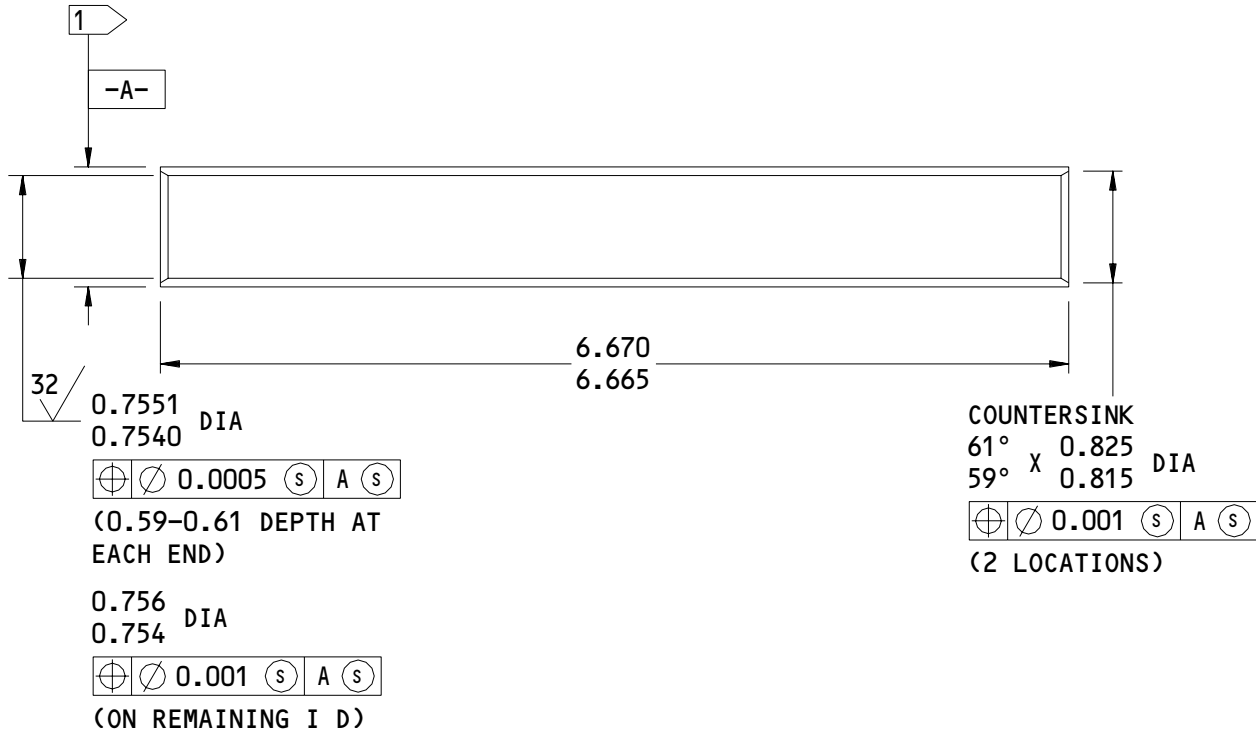 1
-A-
6.670
6.665
32
0.7551
0.7540 DIA
⌖ ⌀ 0.0005 Ⓢ A Ⓢ
(0.59-0.61 DEPTH AT
EACH END)
0.756
0.754 DIA
⌖ ⌀ 0.001 Ⓢ A Ⓢ
(ON REMAINING I D)
COUNTERSINK
61° X 0.825 DIA
59° 0.815
⌖ ⌀ 0.001 Ⓢ A Ⓢ
(2 LOCATIONS)